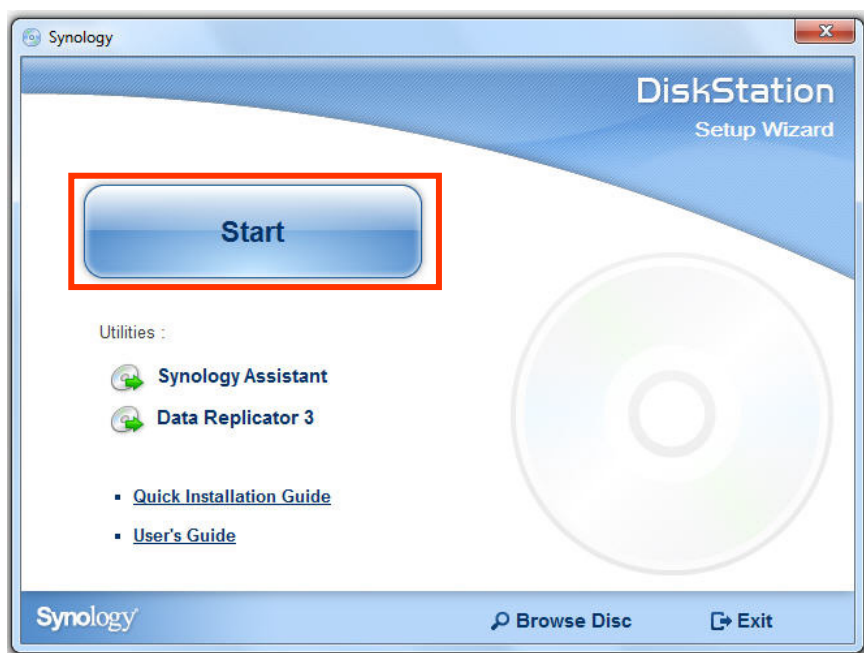 Synology
DiskStation
Setup Wizard
Start
Utilities :
Synology Assistant
Data Replicator 3
Quick Installation Guide
User's Guide
Synology
Browse Disc
Exit